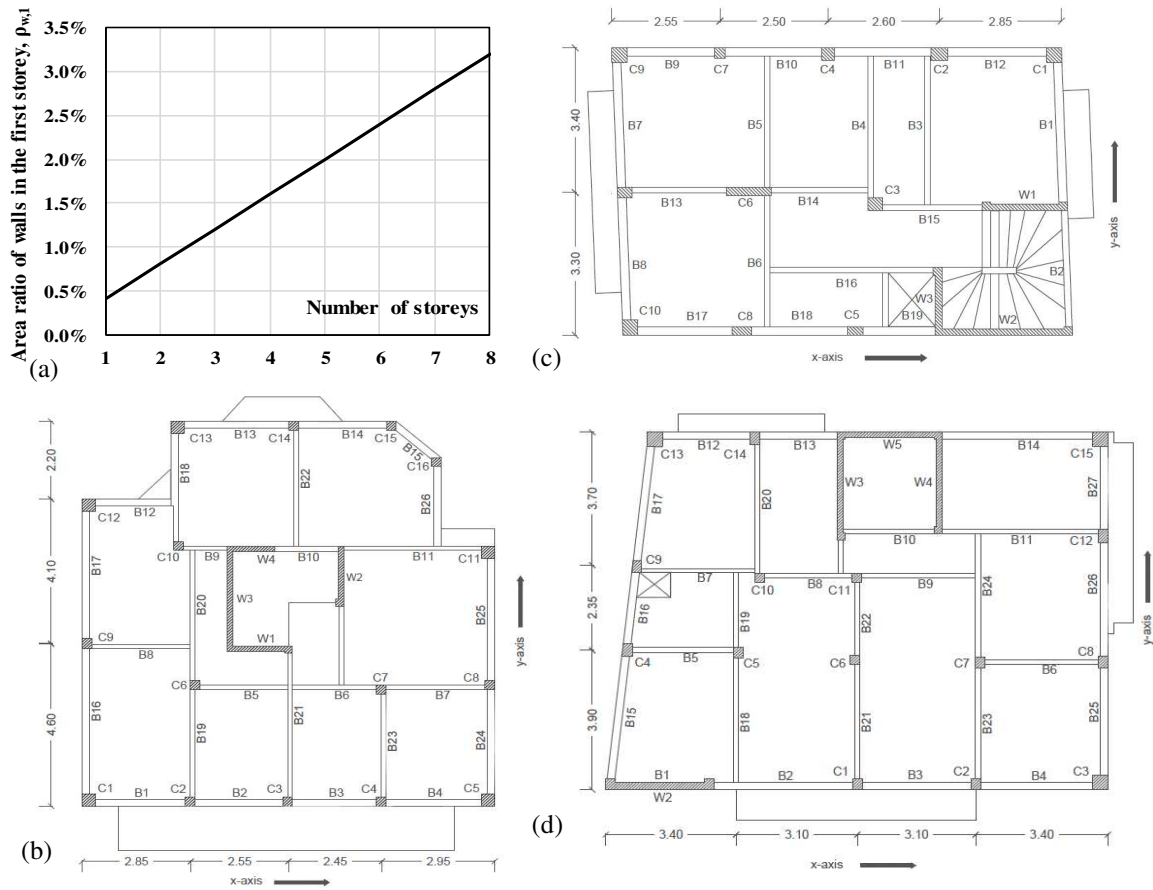 Area ratio of walls in the first storey, ρw,1
3.5%
3.0%
2.5%
2.0%
1.5%
1.0%
0.5%
0.0%
Number of storeys
1 2 3 4 5 6 7 8
(a)
2.55 2.50 2.60 2.85
C9 B9 C7 B10 C4 B11 C2 B12 C1
3.40
B7 B5 B4 B3 B1
C3 W1
B13 C6 B14
B15
3.30
B8 B6 B2
B16 W3
C10 B17 C8 B18 C5 B19 W2
x-axis
y-axis
(c)
2.20
C13 B13 C14 B14 C15
B15
C16
B18 B22 B26
C12 B12
4.10
B17
C10 B9 W4 B10 B11 C11
W2
B20 W3 B25
W1
C9
B8
C6 B5 B6 C7 B7 C8
4.60
B16 B19 B21 B23 B24
C1 B1 C2 B2 C3 B3 C4 B4 C5
2.85 2.55 2.45 2.95
x-axis
y-axis
(b)
3.70
C13 B12 C14 B13 W5 B14 C15
B17 B20 W3 W4 B27
B10 B11 C12
C9
B7 C10 B8 C11 B9
2.35
B16 B19 B22 B24 B26
C4 B5 C5 C6 C7 B6 C8
3.90
B15 B18 B21 B23 B25
B1 B2 C1 B3 C2 B4 C3
W2
3.40 3.10 3.10 3.40
x-axis
y-axis
(d)